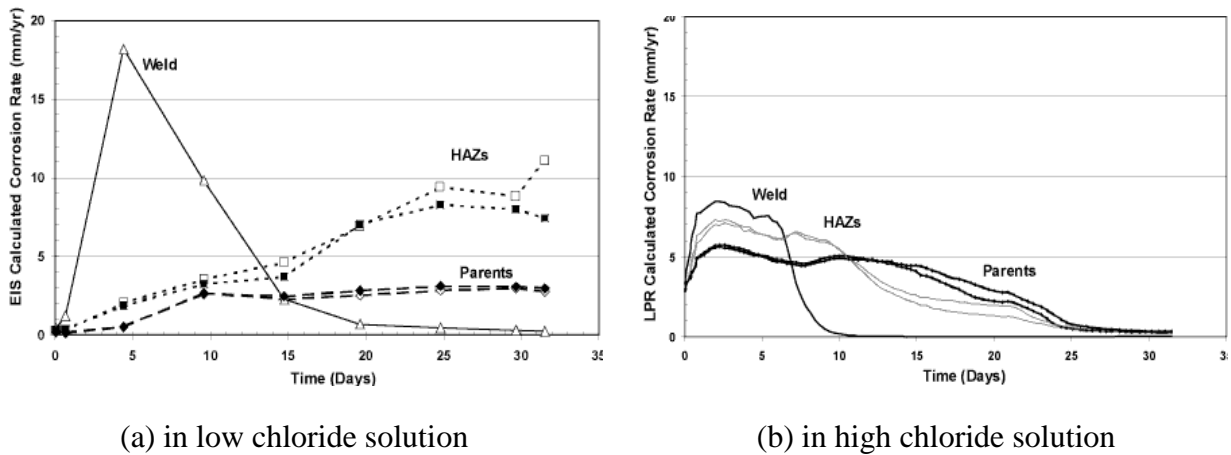 EIS Calculated Corrosion Rate (mm/yr)
20
15
10
5
0
Weld
HAZs
Parents
0 5 10 15 20 25 30 35
Time (Days)
(a) in low chloride solution
LPR Calculated Corrosion Rate (mm/yr)
20
15
10
5
0
Weld
HAZs
Parents
0 5 10 15 20 25 30 35
Time (Days)
(b) in high chloride solution